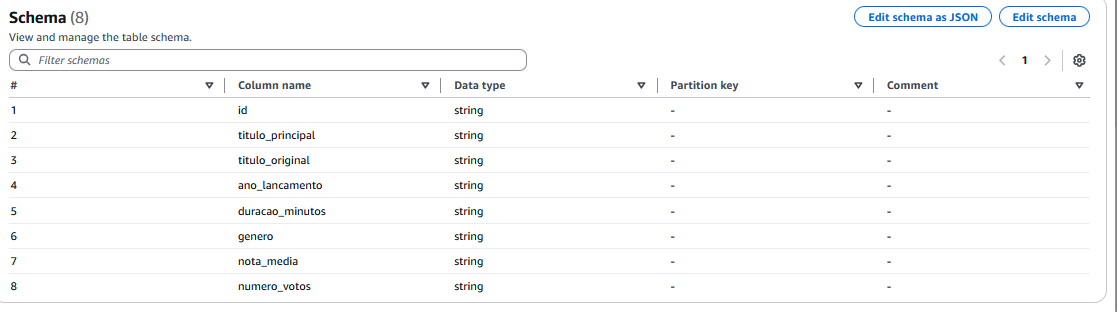 Schema (8)
Edit schema as JSON
Edit schema
View and manage the table schema.
Filter schemas
1
# Column name Data type Partition key Comment
1 id string - -
2 titulo_principal string - -
3 titulo_original string - -
4 ano_lancamento string - -
5 duracao_minutos string - -
6 genero string - -
7 nota_media string - -
8 numero_votos string - -